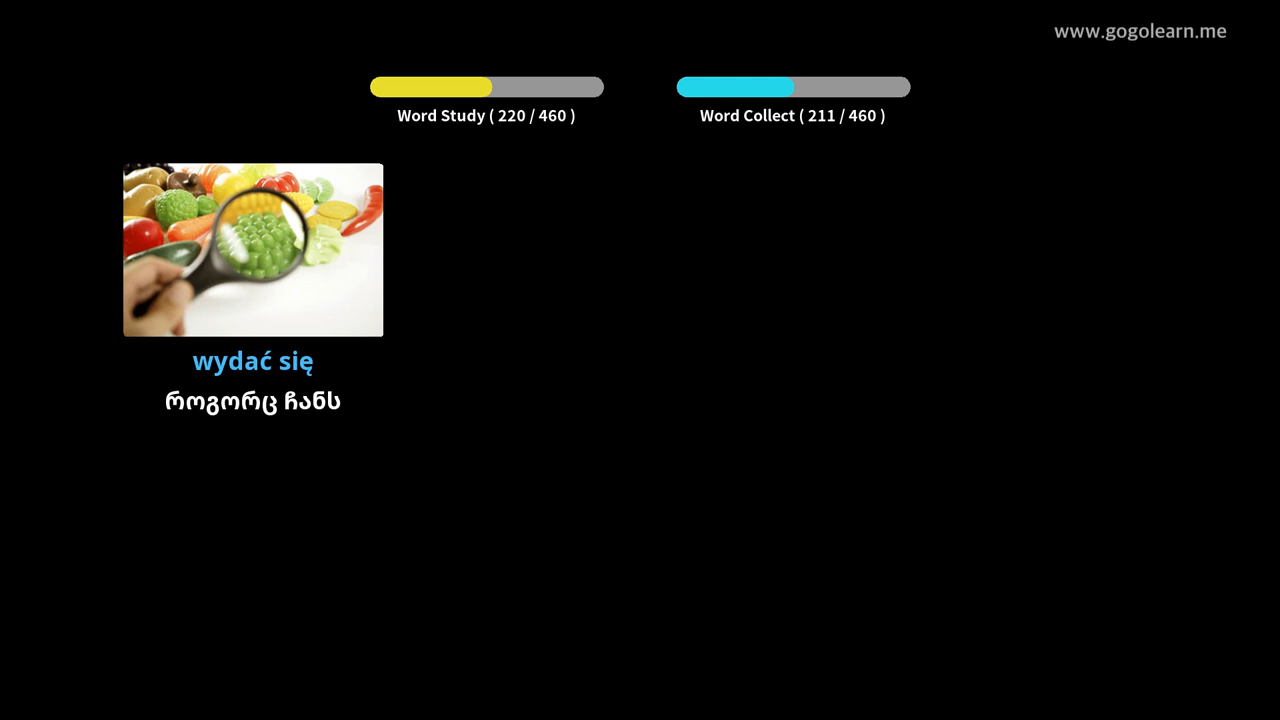 www.gogolearn.me
Word Study ( 220 / 460 )
Word Collect ( 211 / 460 )
wydać się
როგორც ჩანს